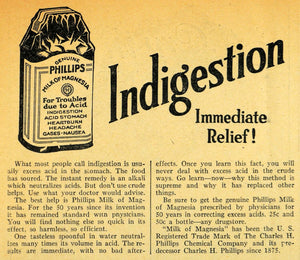 GENUINE
PHILLIPS
MILK OF MAGNESIA
For Troubles
due to Acid
INDIGESTION
ACID STOMACH
HEARTBURN
HEADACHE
GASES-NAUSEA
Indigestion
Immediate
Relief!
What most people call indigestion is usu-
ally excess acid in the stomach. The food
has soured. The instant remedy is an alkali
which neutralizes acids. But don't use crude
helps. Use what your doctor would advise.
The best help is Phillips Milk of Mag-
nesia. For the 50 years since its invention
it has remained standard with physicians.
You will find nothing else so quick in its
effect, so harmless, so efficient.
One tasteless spoonful in water neutral-
izes many times its volume in acid. The re-
sults are immediate, with no bad after-
effects. Once you learn this fact, you will
never deal with excess acid in the crude
ways. Go learn—now—why this method is
supreme and why it has replaced other
things.
Be sure to get the genuine Phillips Milk
of Magnesia prescribed by physicians for
50 years in correcting excess acids. 25c and
50c a bottle—any drugstore.
"Milk of Magnesia" has been the U. S.
Registered Trade Mark of The Charles H.
Phillips Chemical Company and its pre-
decessor Charles H. Phillips since 1875.